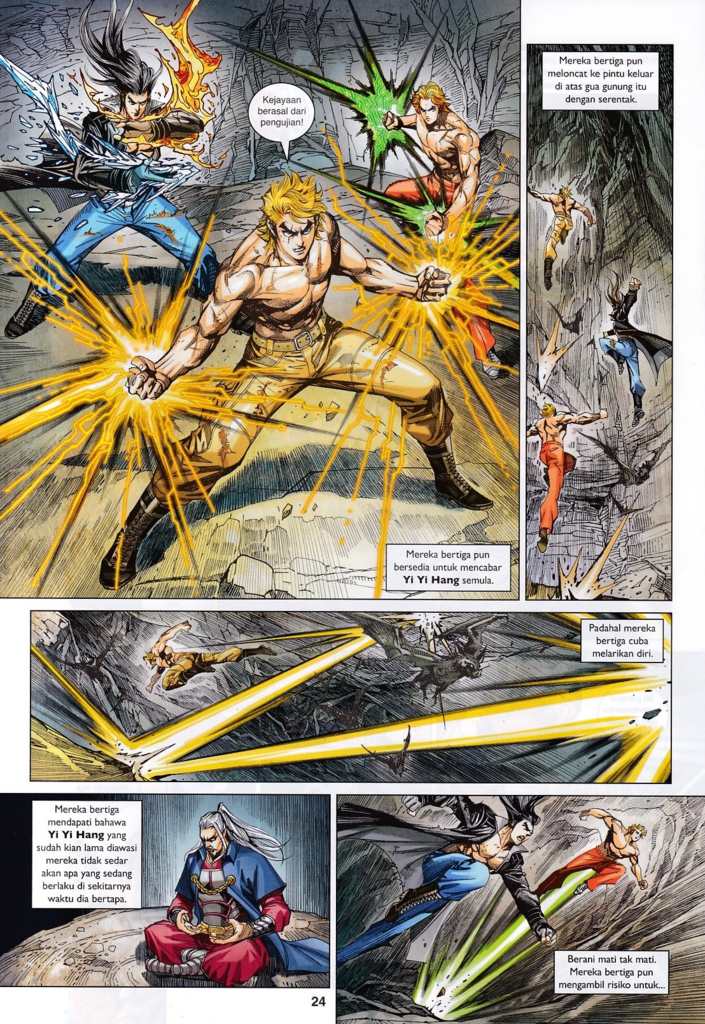 Kejayaan
berasal dari
pengujian!
Mereka bertiga pun
bersedia untuk mencabar
Yi Yi Hang semula.
Mereka bertiga pun
meloncat ke pintu keluar
di atas gua gunung itu
dengan serentak.
Padahal mereka
bertiga cuba
melarikan diri.
Mereka bertiga
mendapati bahawa
Yi Yi Hang yang
sudah kian lama diawasi
mereka tidak sedar
akan apa yang sedang
berlaku di sekitarnya
waktu dia bertapa.
Berani mati tak mati.
Mereka bertiga pun
mengambil risiko untuk...
24